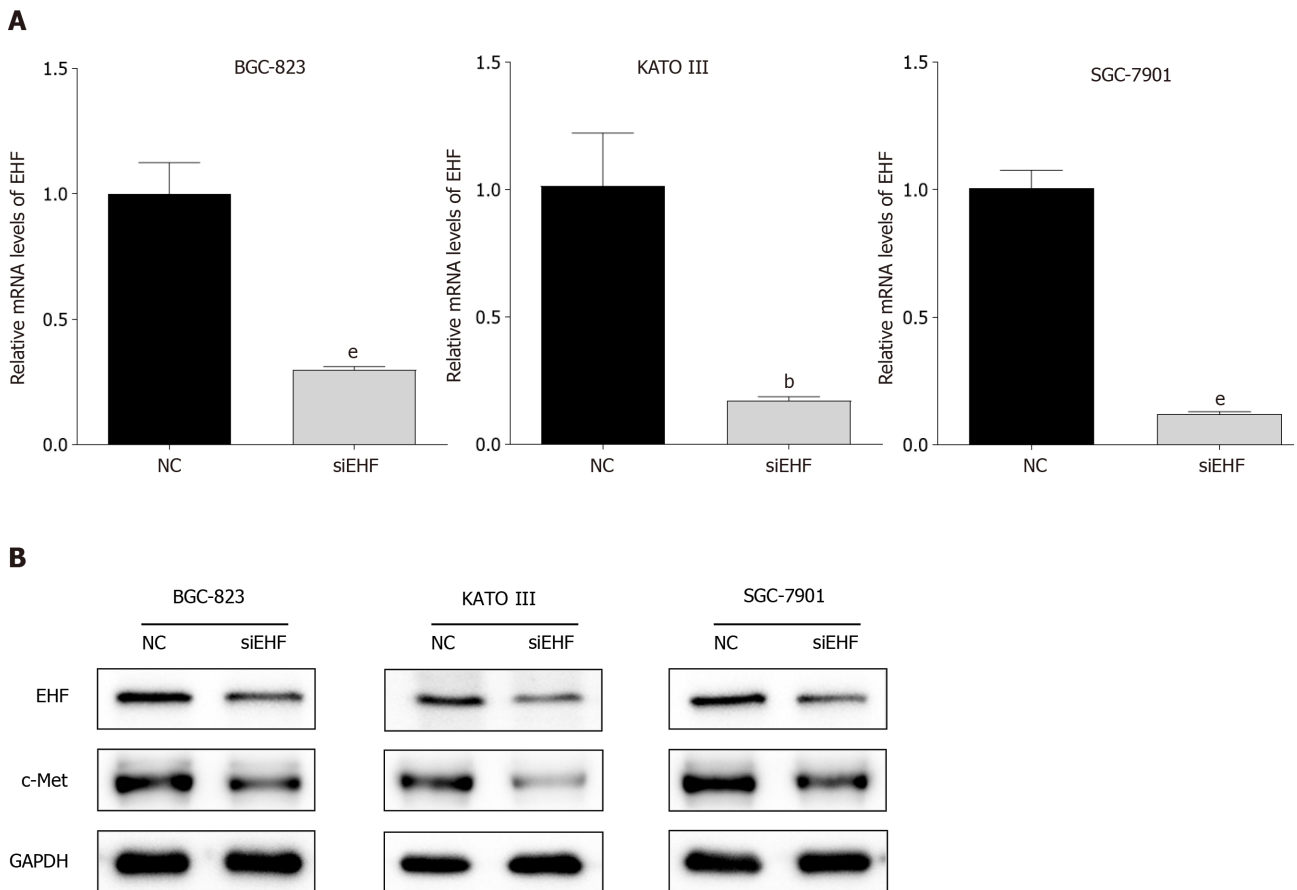 A
BGC-823
KATO III
SGC-7901
Relative mRNA levels of EHF
1.5
1.0
0.5
0.0
e
NC
siEHF
Relative mRNA levels of EHF
1.5
1.0
0.5
0.0
b
NC
siEHF
Relative mRNA levels of EHF
1.5
1.0
0.5
0.0
e
NC
siEHF
B
BGC-823
KATO III
SGC-7901
NC siEHF NC siEHF NC siEHF
EHF
c-Met
GAPDH